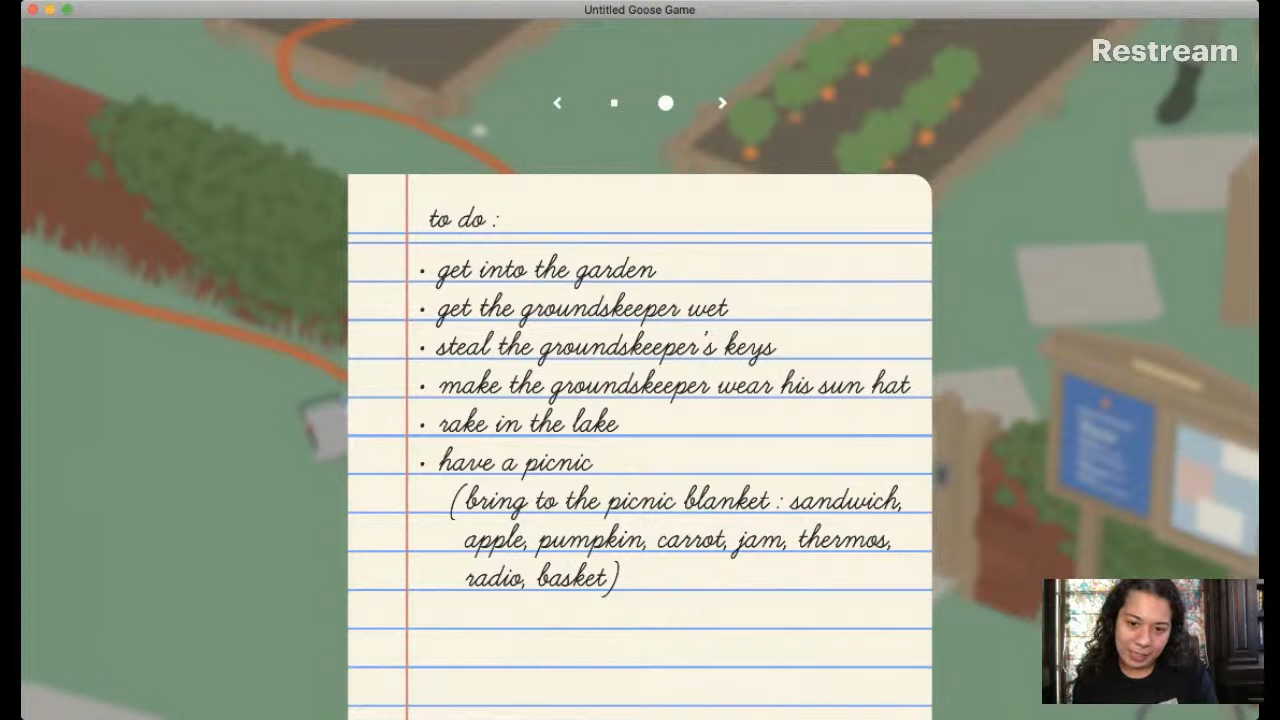 Untitled Goose Game
Restream
to do :
• get into the garden
• get the groundskeeper wet
• steal the groundskeeper's keys
• make the groundskeeper wear his sun hat
• rake in the lake
• have a picnic
(bring to the picnic blanket : sandwich,
apple, pumpkin, carrot, jam, thermos,
radio, basket)